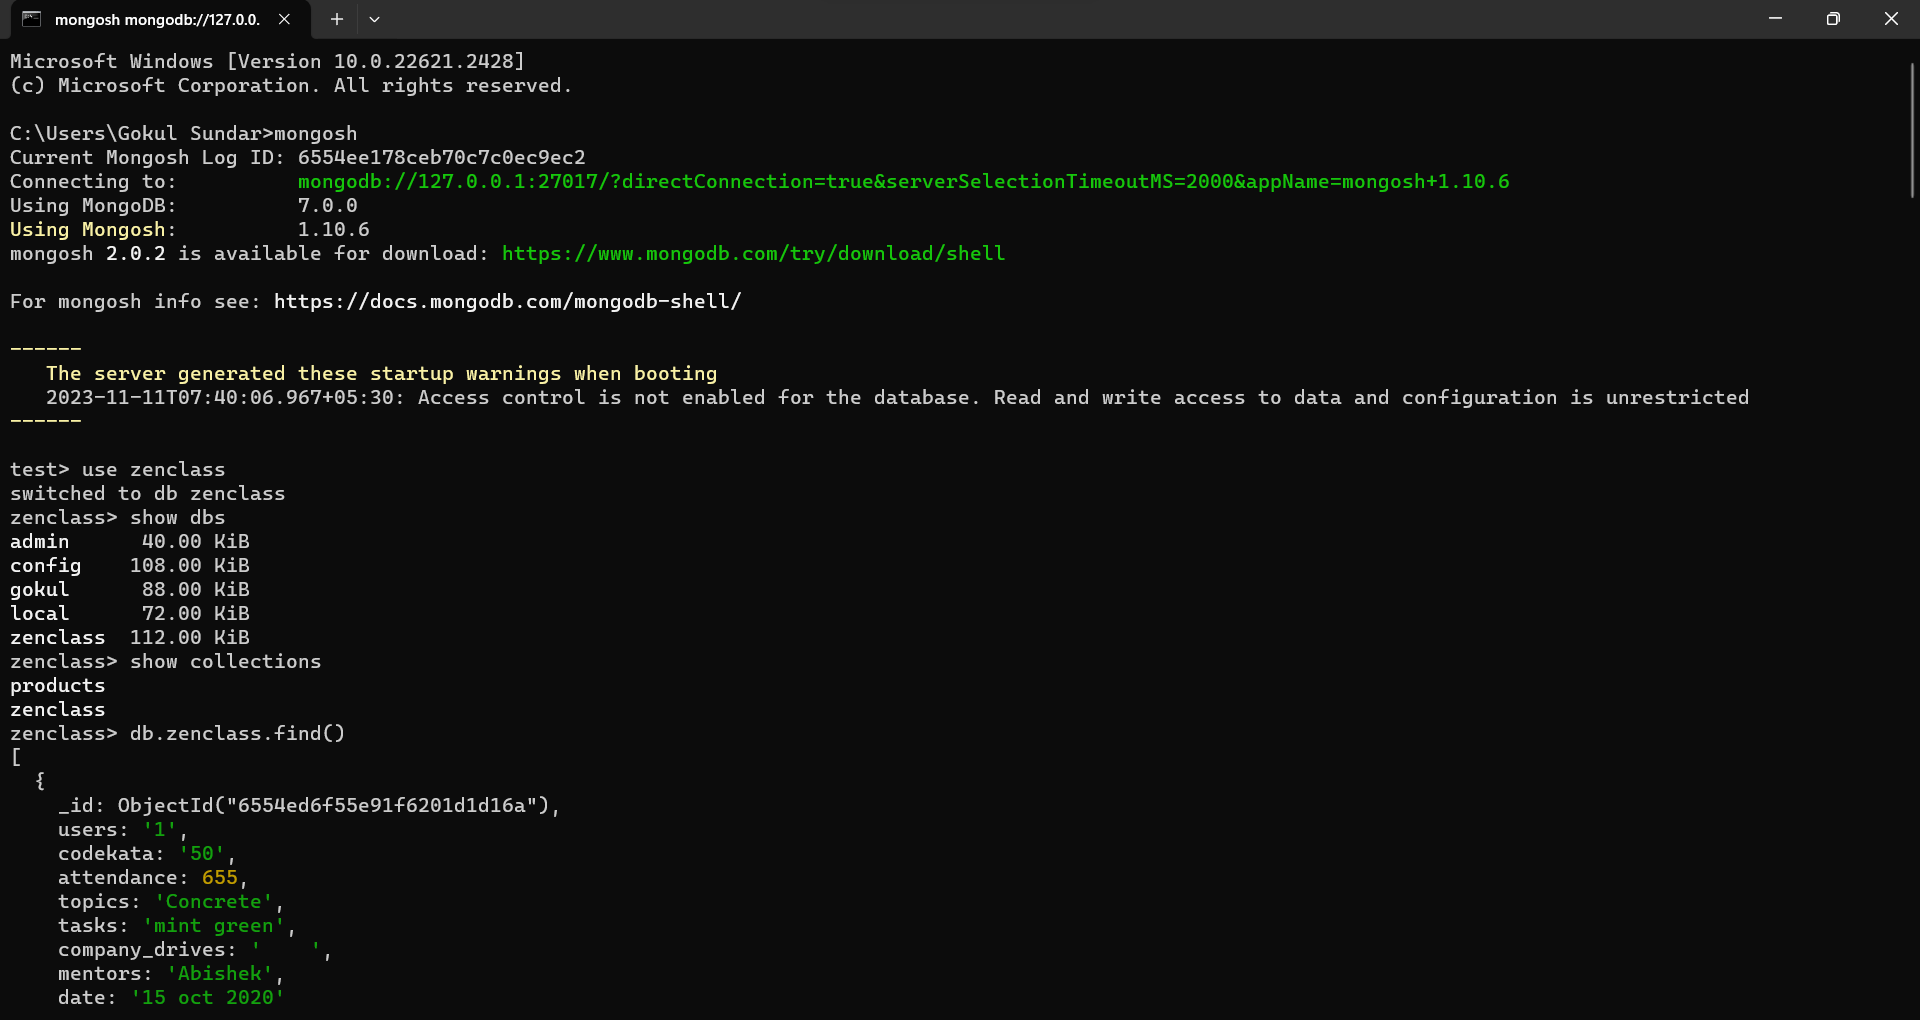 mongosh mongodb://127.0.0.
Microsoft Windows [Version 10.0.22621.2428]
(c) Microsoft Corporation. All rights reserved.
C:\Users\Gokul Sundar>mongosh
Current Mongosh Log ID: 6554ee178ceb70c7c0ec9ec2
Connecting to:          mongodb://127.0.0.1:27017/?directConnection=true&serverSelectionTimeoutMS=2000&appName=mongosh+1.10.6
Using MongoDB:          7.0.0
Using Mongosh:          1.10.6
mongosh 2.0.2 is available for download: https://www.mongodb.com/try/download/shell
For mongosh info see: https://docs.mongodb.com/mongodb-shell/
------
   The server generated these startup warnings when booting
   2023-11-11T07:40:06.967+05:30: Access control is not enabled for the database. Read and write access to data and configuration is unrestricted
------
test> use zenclass
switched to db zenclass
zenclass> show dbs
admin      40.00 KiB
config    108.00 KiB
gokul      88.00 KiB
local      72.00 KiB
zenclass  112.00 KiB
zenclass> show collections
products
zenclass
zenclass> db.zenclass.find()
[
  {
    _id: ObjectId("6554ed6f55e91f6201d1d16a"),
    users: '1',
    codekata: '50',
    attendance: 655,
    topics: 'Concrete',
    tasks: 'mint green',
    company_drives: '    ',
    mentors: 'Abishek',
    date: '15 oct 2020'